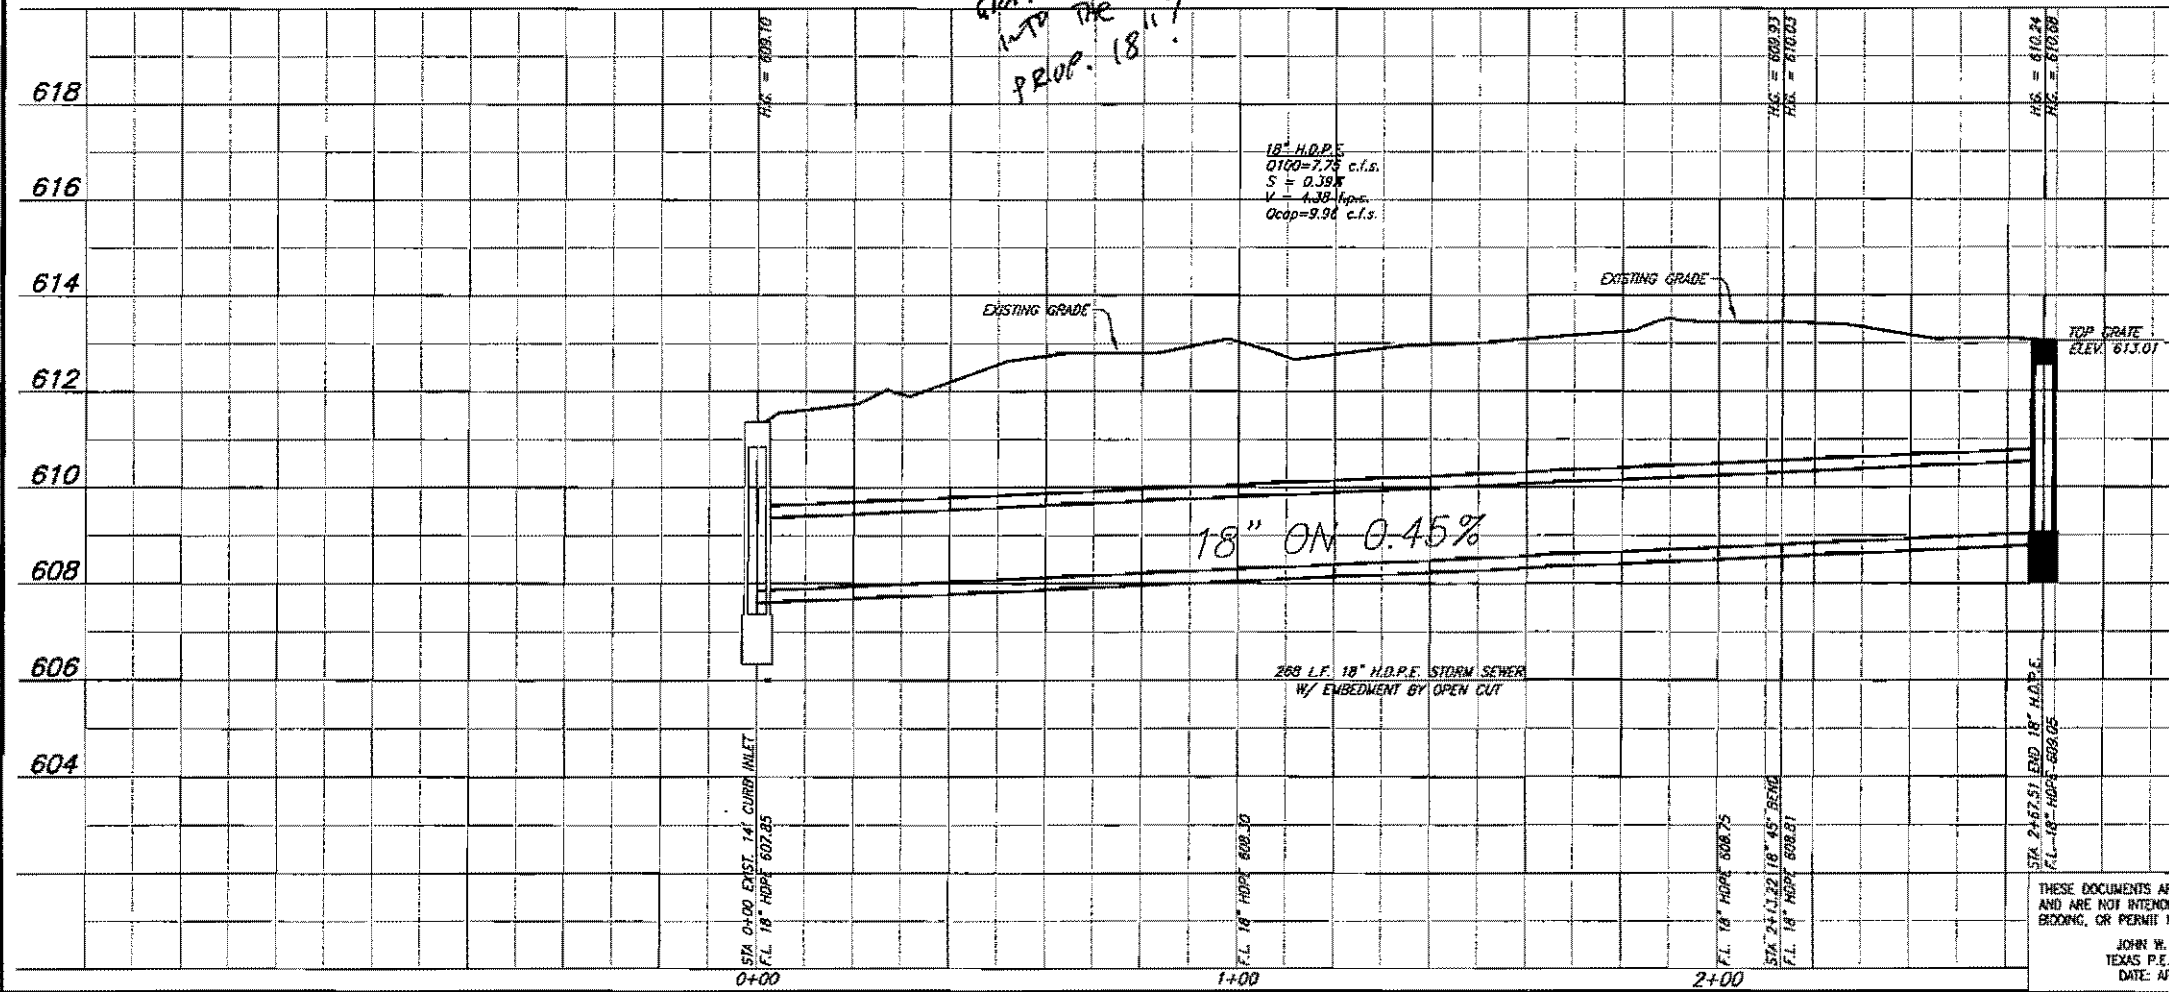 INTO THE
PROP. 18"?
H.G. = 609.10
H.G. = 609.93
H.G. = 610.03
H.G. = 610.24
H.G. = 610.68
618
616
614
612
610
608
606
604
18" H.D.P.E.
Q100=7.75 c.f.s.
S = 0.39%
V = 4.38 f.p.s.
Qcap=9.96 c.f.s.
EXISTING GRADE
EXISTING GRADE
TOP GRATE
ELEV. 613.01
18" ON 0.45%
268 L.F. 18" H.D.P.E. STORM SEWER
W/ EMBEDMENT BY OPEN CUT
STA 0+00 EXIST. 14' CURB INLET
F.L. 18" HDPE 607.85
F.L. 18" HDPE 608.30
F.L. 18" HDPE 608.75
STA 2+13.22 18" 45° BEND
F.L. 18" HDPE 608.81
STA 2+67.51 END 18" H.D.P.E.
F.L. 18" HDPE 609.05
0+00
1+00
2+00
THESE DOCUMENTS
AND ARE NOT
BIDDING, OR PERMIT
JOHN W.
TEXAS P.E.
DATE: